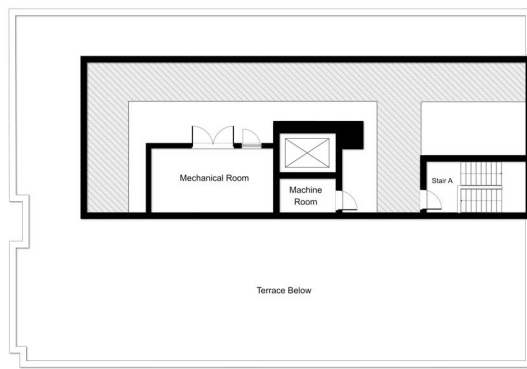 Mechanical Room
Machine
Room
Stair A
Terrace Below